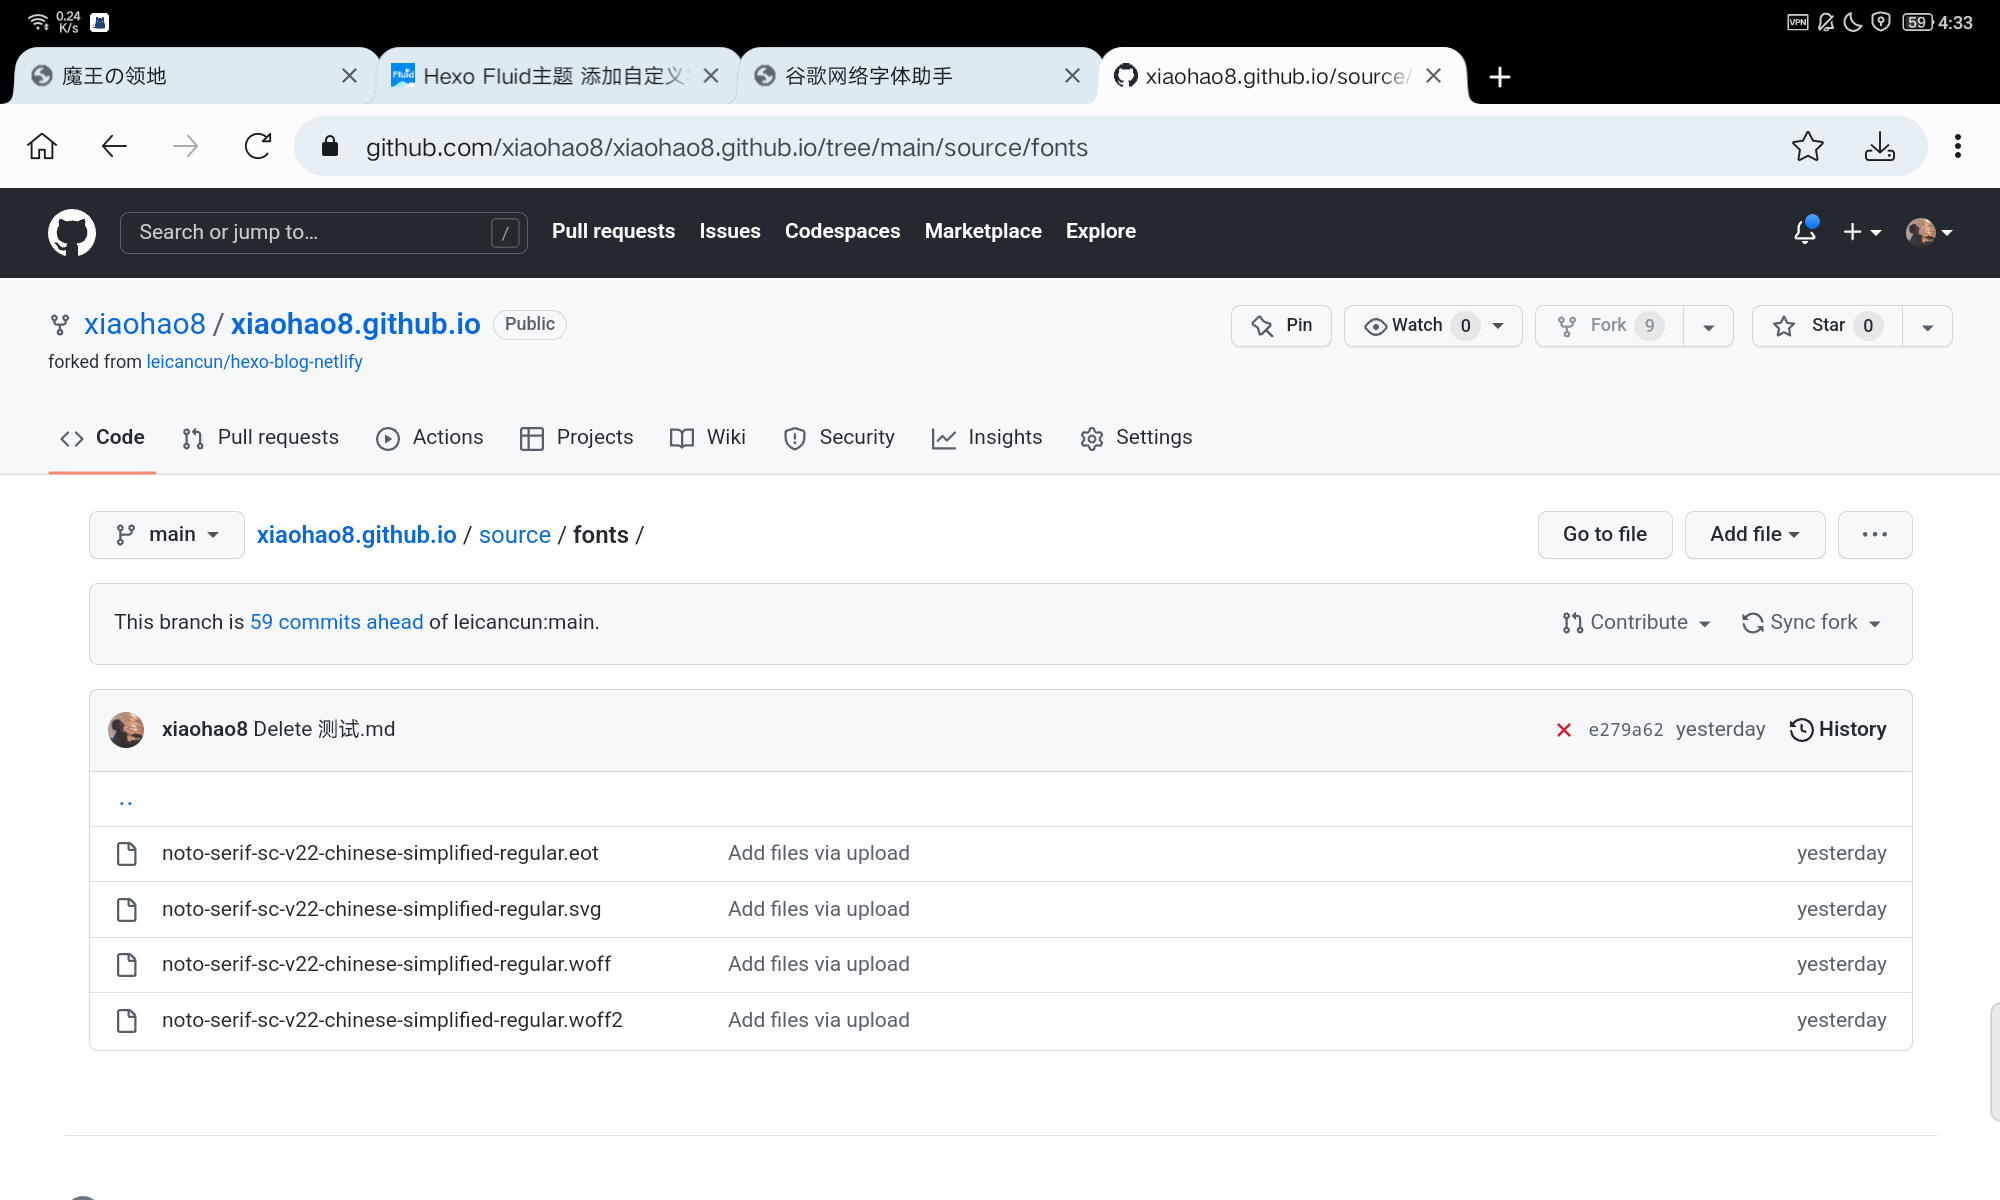 0.24 K/s VPN 59 4:33
魔王の领地 Hexo Fluid主题 添加自定义 谷歌网络字体助手 xiaohao8.github.io/source/
github.com/xiaohao8/xiaohao8.github.io/tree/main/source/fonts
Search or jump to… / Pull requests Issues Codespaces Marketplace Explore
xiaohao8 / xiaohao8.github.io Public Pin Watch 0 Fork 9 Star 0
forked from leicancun/hexo-blog-netlify
Code Pull requests Actions Projects Wiki Security Insights Settings
main xiaohao8.github.io / source / fonts / Go to file Add file
This branch is 59 commits ahead of leicancun:main. Contribute Sync fork
xiaohao8 Delete 测试.md e279a62 yesterday History
..
noto-serif-sc-v22-chinese-simplified-regular.eot Add files via upload yesterday
noto-serif-sc-v22-chinese-simplified-regular.svg Add files via upload yesterday
noto-serif-sc-v22-chinese-simplified-regular.woff Add files via upload yesterday
noto-serif-sc-v22-chinese-simplified-regular.woff2 Add files via upload yesterday